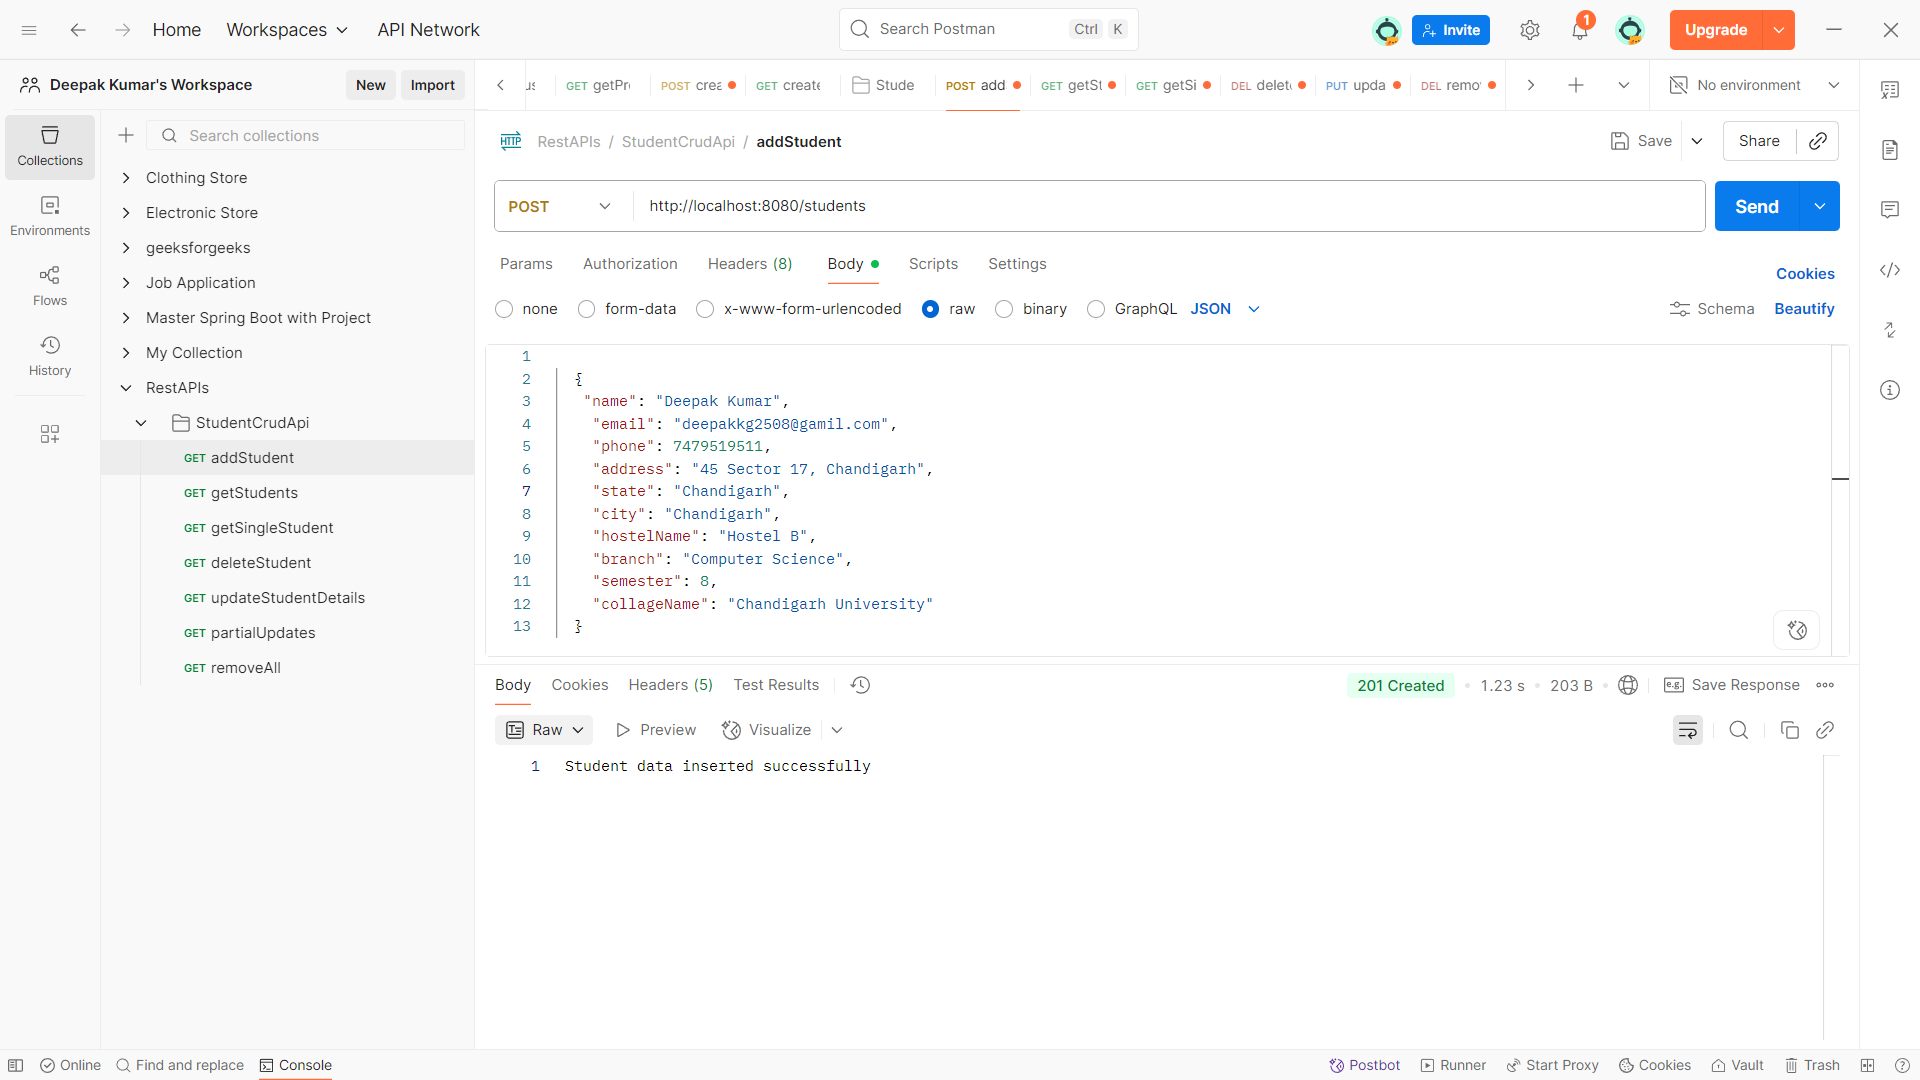 Home
Workspaces
API Network
Search Postman
Ctrl K
Invite
1
Upgrade
Deepak Kumar's Workspace
New
Import
GET getPr
POST crea
GET create
Stude
POST add
GET getSt
GET getSi
DEL delet
PUT upda
DEL remo
No environment
Collections
Environments
Flows
History
Search collections
Clothing Store
Electronic Store
geeksforgeeks
Job Application
Master Spring Boot with Project
My Collection
RestAPIs
StudentCrudApi
GET addStudent
GET getStudents
GET getSingleStudent
GET deleteStudent
GET updateStudentDetails
GET partialUpdates
GET removeAll
HTTP RestAPIs / StudentCrudApi / addStudent
Save
Share
POST
http://localhost:8080/students
Send
Params
Authorization
Headers (8)
Body
Scripts
Settings
Cookies
none
form-data
x-www-form-urlencoded
raw
binary
GraphQL
JSON
Schema
Beautify
1
2 {
3 "name": "Deepak Kumar",
4 "email": "deepakkg2508@gamil.com",
5 "phone": 7479519511,
6 "address": "45 Sector 17, Chandigarh",
7 "state": "Chandigarh",
8 "city": "Chandigarh",
9 "hostelName": "Hostel B",
10 "branch": "Computer Science",
11 "semester": 8,
12 "collageName": "Chandigarh University"
13 }
Body
Cookies
Headers (5)
Test Results
201 Created
1.23 s
203 B
e.g. Save Response
Raw
Preview
Visualize
1 Student data inserted successfully
Online
Find and replace
Console
Postbot
Runner
Start Proxy
Cookies
Vault
Trash